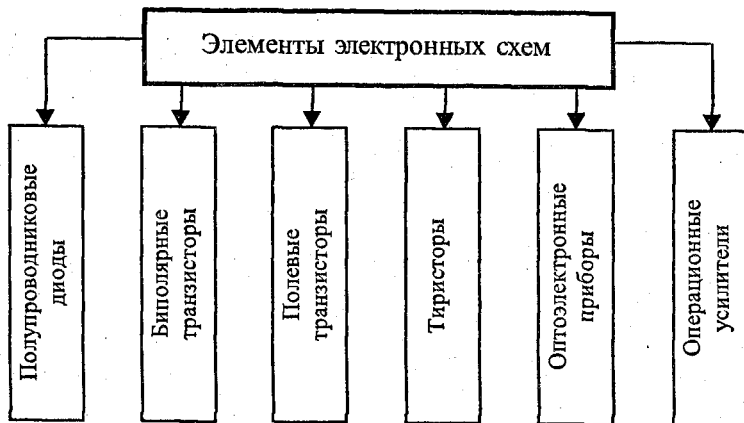 Элементы электронных схем
Полупроводниковые
диоды
Биполярные
транзисторы
Полевые
транзисторы
Тиристоры
Оптоэлектронные
приборы
Операционные
усилители